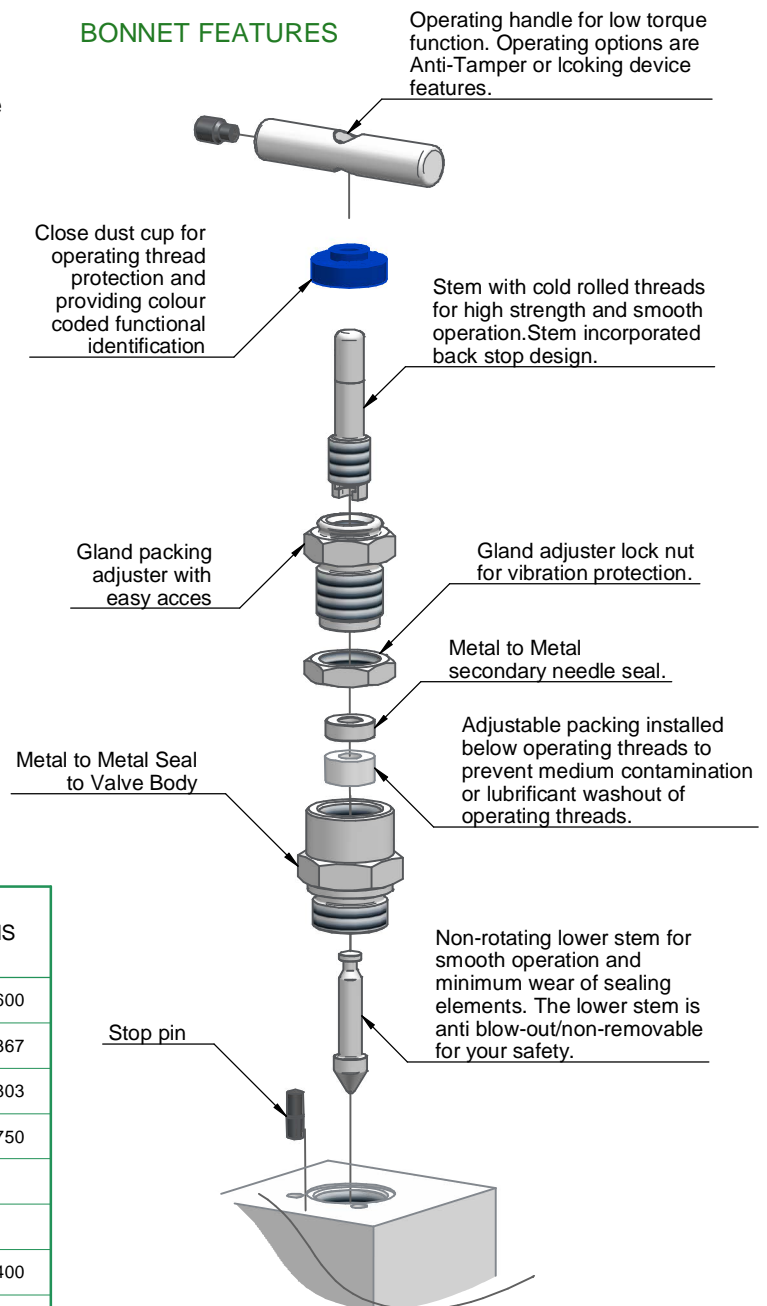 BONNET FEATURES
Operating handle for low torque
function. Operating options are
Anti-Tamper or lcoking device
features.
e
Close dust cup for
operating thread
protection and
providing colour
coded functional
identification
Stem with cold rolled threads
for high strength and smooth
operation.Stem incorporated
back stop design.
Gland packing
adjuster with
easy acces
Gland adjuster lock nut
for vibration protection.
Metal to Metal
secondary needle seal.
Metal to Metal Seal
to Valve Body
Adjustable packing installed
below operating threads to
prevent medium contamination
or lubrificant washout of
operating threads.
Non-rotating lower stem for
smooth operation and
minimum wear of sealing
elements. The lower stem is
anti blow-out/non-removable
for your safety.
Stop pin
S
600
367
303
750
400